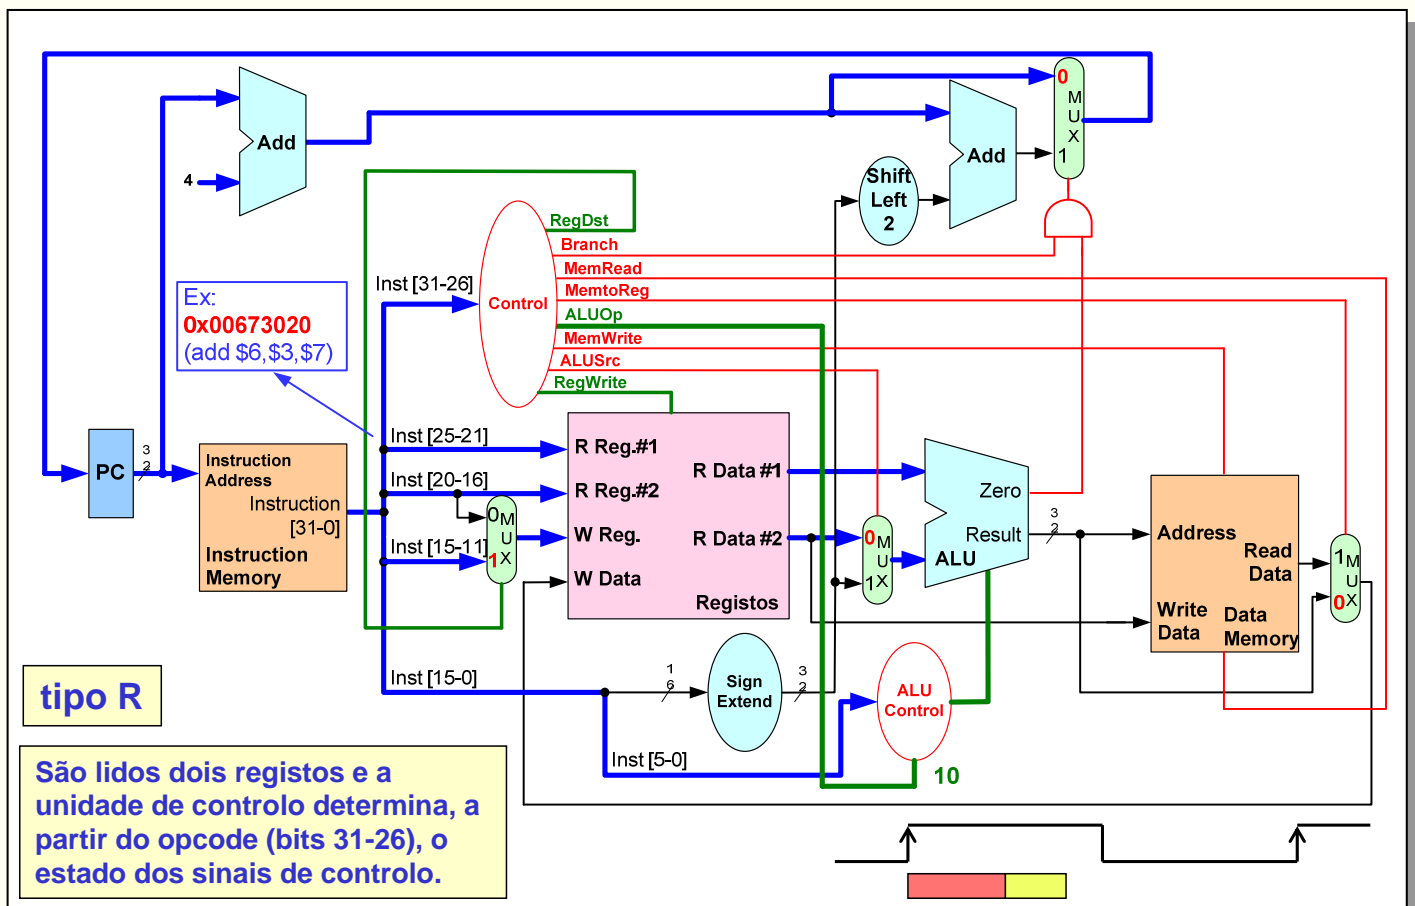 0
M
U
X
1
Add
Add
4
Shift
Left
2
RegDst
Branch
MemRead
MemtoReg
ALUOp
MemWrite
ALUSrc
RegWrite
Inst [31-26]
Control
Ex:
0x00673020
(add $6,$3,$7)
PC
3
2
Instruction
Address
Instruction
[31-0]
Instruction
Memory
Inst [25-21]
Inst [20-16]
Inst [15-11]
0
M
U
X
1
R Reg.#1
R Reg.#2
W Reg.
W Data
R Data #1
R Data #2
Registos
0
M
U
X
1
Zero
Result
ALU
3
2
Address
Read
Data
Write
Data
Data
Memory
1
M
U
X
0
Inst [15-0]
1
6
Sign
Extend
3
2
ALU
Control
Inst [5-0]
10
tipo R
São lidos dois registos e a
unidade de controlo determina, a
partir do opcode (bits 31-26), o
estado dos sinais de controlo.